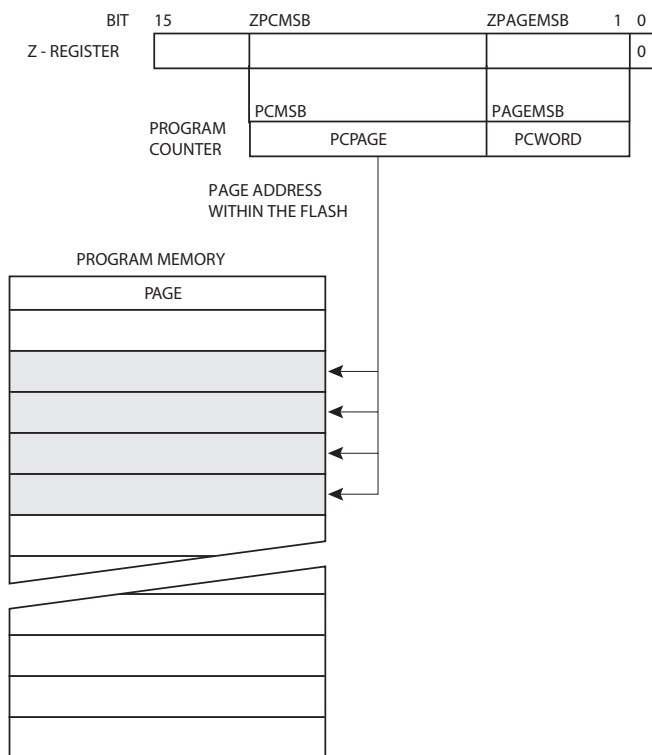 BIT 15 ZPCMSB ZPAGEMSB 1 0
Z - REGISTER 0
PCMSB PAGEMSB
PROGRAM
COUNTER
PCPAGE PCWORD
PAGE ADDRESS
WITHIN THE FLASH
PROGRAM MEMORY
PAGE